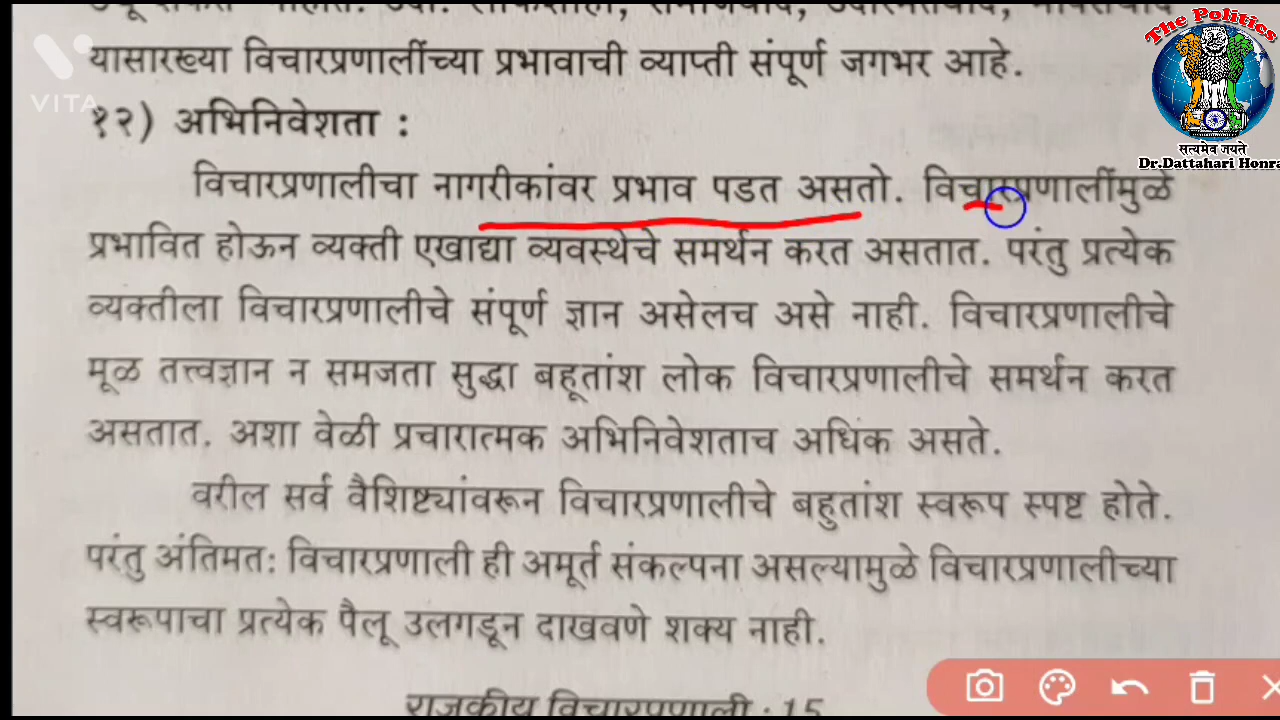 यासारख्या विचारप्रणालींच्या प्रभावाची व्याप्ती संपूर्ण जगभर आहे.
१२) अभिनिवेशता :
विचारप्रणालीचा नागरीकांवर प्रभाव पडत असतो. विचारप्रणालींमुळे
प्रभावित होऊन व्यक्ती एखाद्या व्यवस्थेचे समर्थन करत असतात. परंतु प्रत्येक
व्यक्तीला विचारप्रणालीचे संपूर्ण ज्ञान असेलच असे नाही. विचारप्रणालीचे
मूळ तत्त्वज्ञान न समजता सुद्धा बहूतांश लोक विचारप्रणालीचे समर्थन करत
असतात. अशा वेळी प्रचारात्मक अभिनिवेशताच अधिक असते.
वरील सर्व वैशिष्ट्यांवरून विचारप्रणालीचे बहुतांश स्वरूप स्पष्ट होते.
परंतु अंतिमत: विचारप्रणाली ही अमूर्त संकल्पना असल्यामुळे विचारप्रणालीच्या
स्वरूपाचा प्रत्येक पैलू उलगडून दाखवणे शक्य नाही.
राजकीय विचारप्रणाली : 15
VITA
The Politics
सत्यमेव जयते
Dr.Dattahari Honra